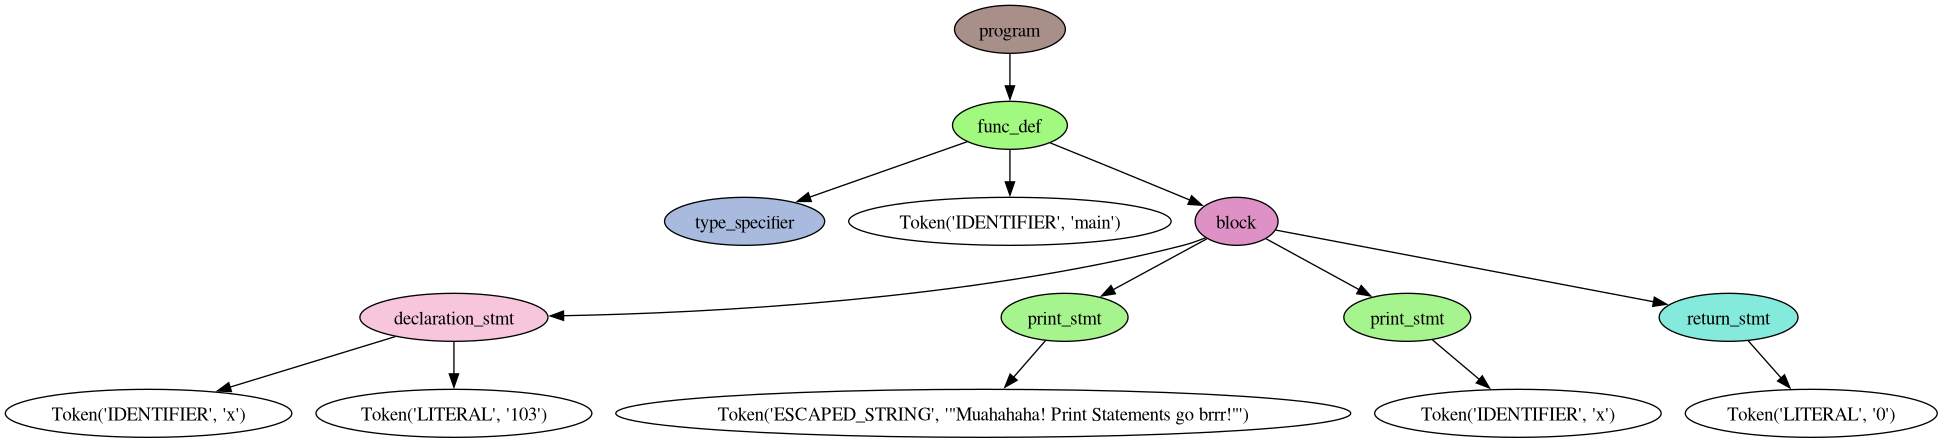 program
func_def
type_specifier
Token('IDENTIFIER', 'main')
block
declaration_stmt
print_stmt
print_stmt
return_stmt
Token('IDENTIFIER', 'x')
Token('LITERAL', '103')
Token('ESCAPED_STRING', '"Muahahaha! Print Statements go brrr!"')
Token('IDENTIFIER', 'x')
Token('LITERAL', '0')